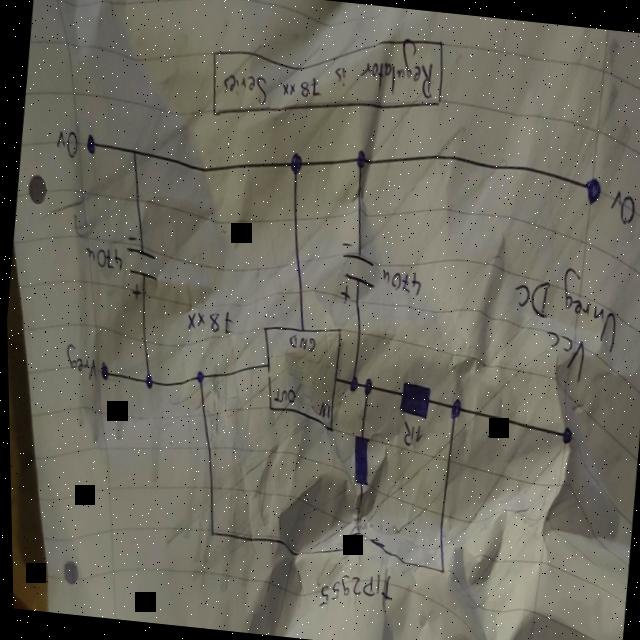 TIP2955
1R
IN
OUT
Vreg
Vcc
GND
78xx
Unreg DC
+
470u
-
+
470u
-
0v
0v
Regulator is 78xx Series